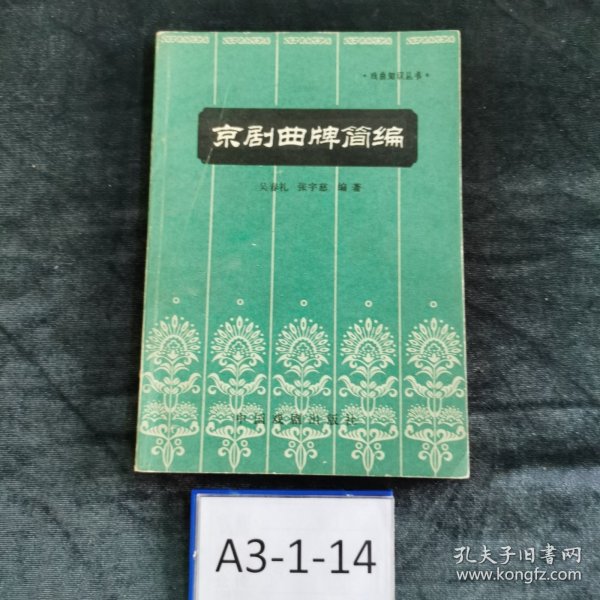 •戏曲知识丛书•
京剧曲牌简编
吴春礼 张宇慈 编著
中国戏剧出版社
A3-1-14
孔夫子旧书网
www.kongfz.com